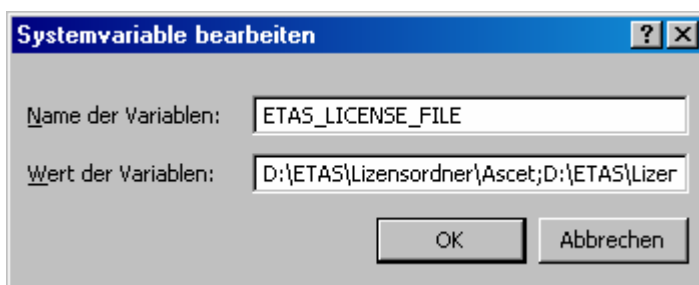 Systemvariable bearbeiten
Name der Variablen: ETAS_LICENSE_FILE
Wert der Variablen: D:\ETAS\Lizensordner\Ascet;D:\ETAS\Lizer
OK Abbrechen